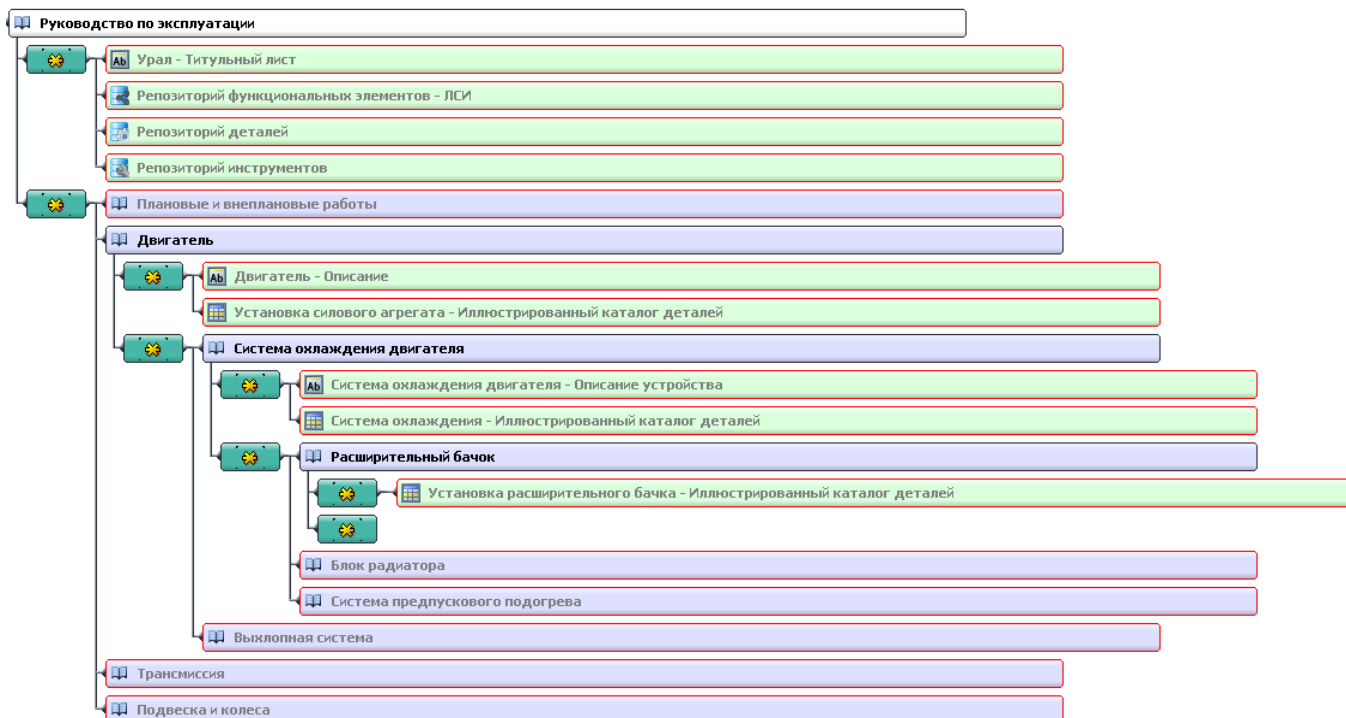 Руководство по эксплуатации
Ab Урал - Титульный лист
Репозиторий функциональных элементов - ЛСИ
Репозиторий деталей
Репозиторий инструментов
Плановые и внеплановые работы
Двигатель
Ab Двигатель - Описание
Установка силового агрегата - Иллюстрированный каталог деталей
Система охлаждения двигателя
Ab Система охлаждения двигателя - Описание устройства
Система охлаждения - Иллюстрированный каталог деталей
Расширительный бачок
Установка расширительного бачка - Иллюстрированный каталог деталей
Блок радиатора
Система предпускового подогрева
Выхлопная система
Трансмиссия
Подвеска и колеса